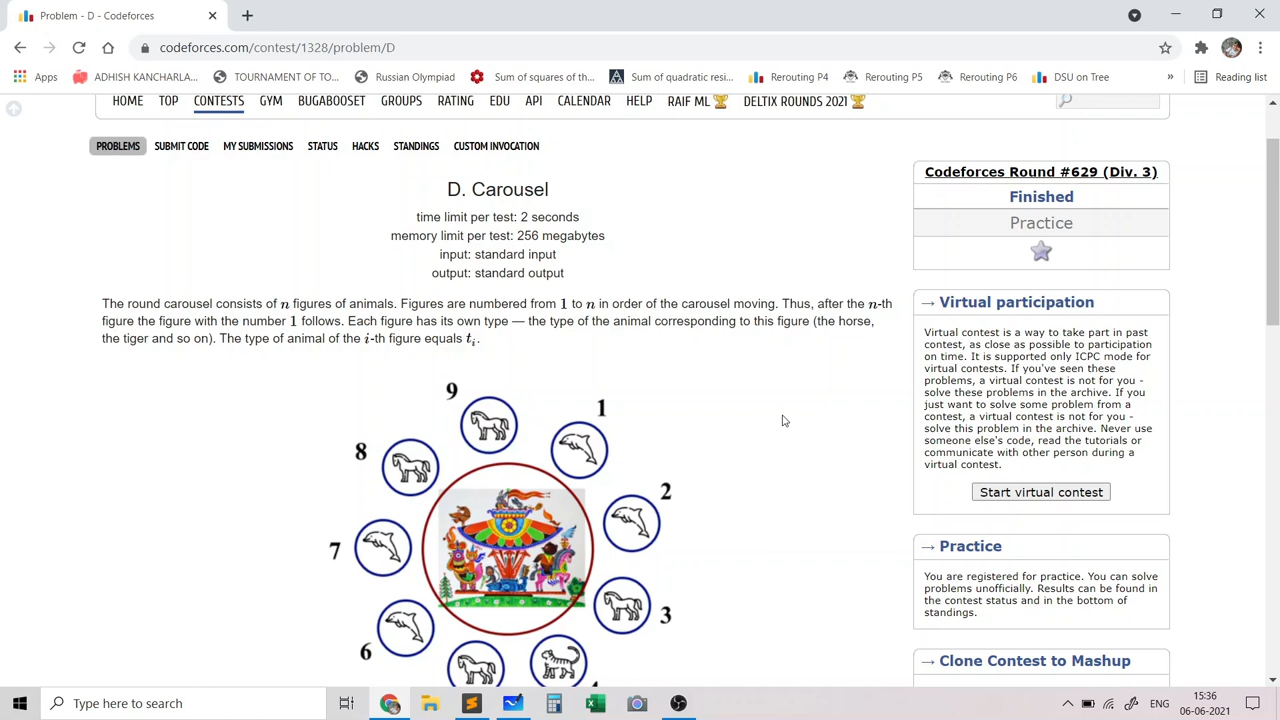 Problem - D - Codeforces
codeforces.com/contest/1328/problem/D
Apps ADHISH KANCHARLA... TOURNAMENT OF TO... Russian Olympiad Sum of squares of th... Sum of quadratic res... Rerouting P4 Rerouting P5 Rerouting P6 DSU on Tree » Reading list
HOME TOP CONTESTS GYM BUGABOOSET GROUPS RATING EDU API CALENDAR HELP RAIF ML DELTIX ROUNDS 2021
PROBLEMS SUBMIT CODE MY SUBMISSIONS STATUS HACKS STANDINGS CUSTOM INVOCATION
D. Carousel
time limit per test: 2 seconds
memory limit per test: 256 megabytes
input: standard input
output: standard output
The round carousel consists of n figures of animals. Figures are numbered from 1 to n in order of the carousel moving. Thus, after the n-th
figure the figure with the number 1 follows. Each figure has its own type — the type of the animal corresponding to this figure (the horse,
the tiger and so on). The type of animal of the i-th figure equals t_i.
9
1
8
2
7
3
6
Codeforces Round #629 (Div. 3)
Finished
Practice
→ Virtual participation
Virtual contest is a way to take part in past
contest, as close as possible to participation
on time. It is supported only ICPC mode for
virtual contests. If you've seen these
problems, a virtual contest is not for you -
solve these problems in the archive. If you
just want to solve some problem from a
contest, a virtual contest is not for you -
solve this problem in the archive. Never use
someone else's code, read the tutorials or
communicate with other person during a
virtual contest.
Start virtual contest
→ Practice
You are registered for practice. You can solve
problems unofficially. Results can be found in
the contest status and in the bottom of
standings.
→ Clone Contest to Mashup
Type here to search
ENG
15:36
06-06-2021